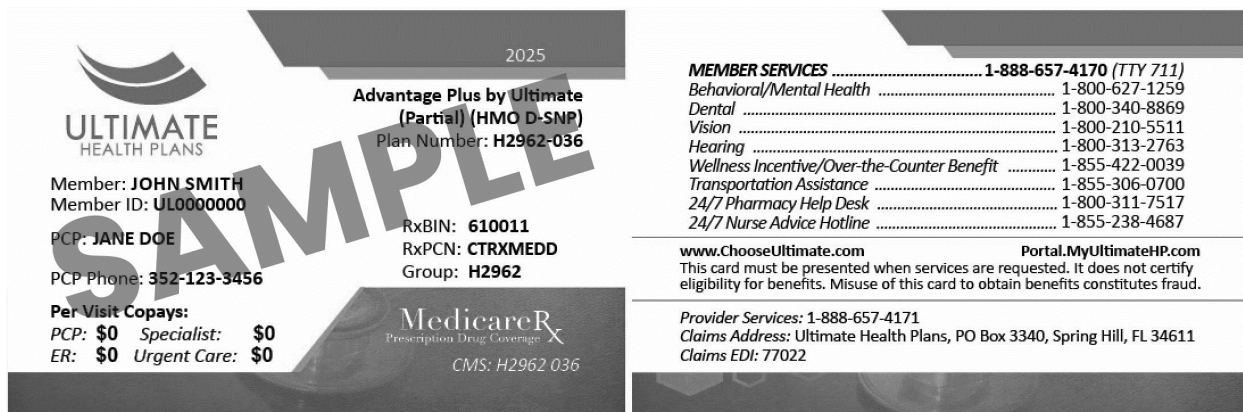 2025
ULTIMATE
HEALTH PLANS
Advantage Plus by Ultimate
(Partial) (HMO D-SNP)
Plan Number: H2962-036
SAMPLE
Member: JOHN SMITH
Member ID: UL0000000
PCP: JANE DOE
PCP Phone: 352-123-3456
RxBIN: 610011
RxPCN: CTRXMEDD
Group: H2962
Per Visit Copays:
PCP: $0 Specialist: $0
ER: $0 Urgent Care: $0
MedicareRx
Prescription Drug Coverage
CMS: H2962 036
MEMBER SERVICES ................................. 1-888-657-4170 (TTY 711)
Behavioral/Mental Health ....................................... 1-800-627-1259
Dental ...................................................................... 1-800-340-8869
Vision ...................................................................... 1-800-210-5511
Hearing ................................................................... 1-800-313-2763
Wellness Incentive/Over-the-Counter Benefit ........... 1-855-422-0039
Transportation Assistance ........................................ 1-855-306-0700
24/7 Pharmacy Help Desk ........................................ 1-800-311-7517
24/7 Nurse Advice Hotline ........................................ 1-855-238-4687
www.ChooseUltimate.com Portal.MyUltimateHP.com
This card must be presented when services are requested. It does not certify
eligibility for benefits. Misuse of this card to obtain benefits constitutes fraud.
Provider Services: 1-888-657-4171
Claims Address: Ultimate Health Plans, PO Box 3340, Spring Hill, FL 34611
Claims EDI: 77022